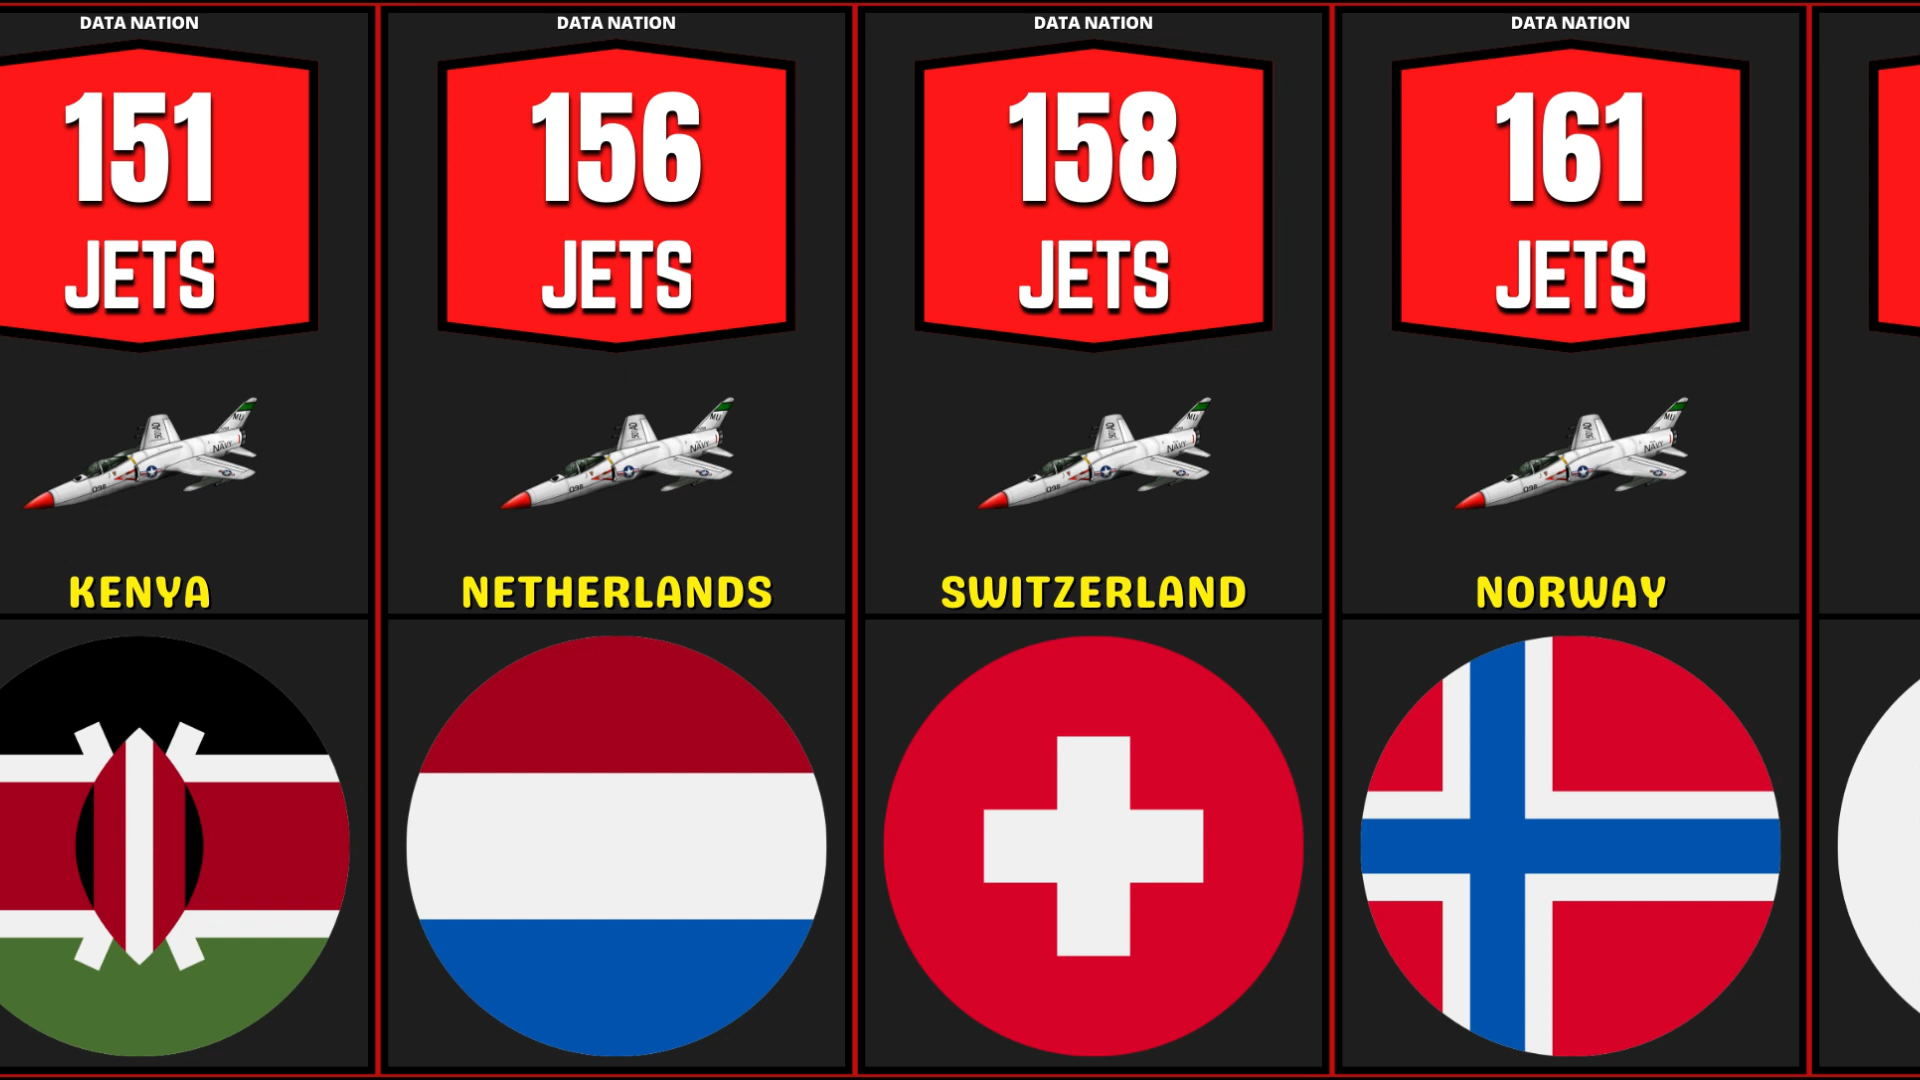 DATA NATION
151
JETS
KENYA
DATA NATION
156
JETS
NETHERLANDS
DATA NATION
158
JETS
SWITZERLAND
DATA NATION
161
JETS
NORWAY